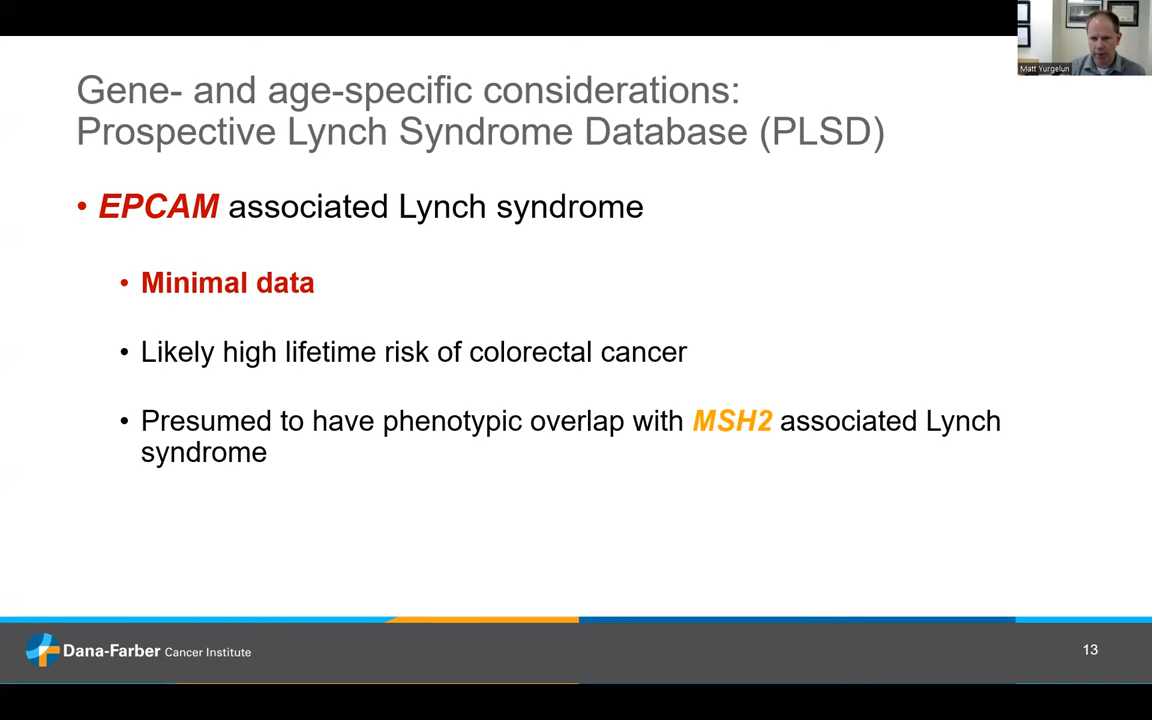 Matt Yurgelun
Gene- and age-specific considerations:
Prospective Lynch Syndrome Database (PLSD)
• EPCAM associated Lynch syndrome
• Minimal data
• Likely high lifetime risk of colorectal cancer
• Presumed to have phenotypic overlap with MSH2 associated Lynch
syndrome
Dana-Farber Cancer Institute
13